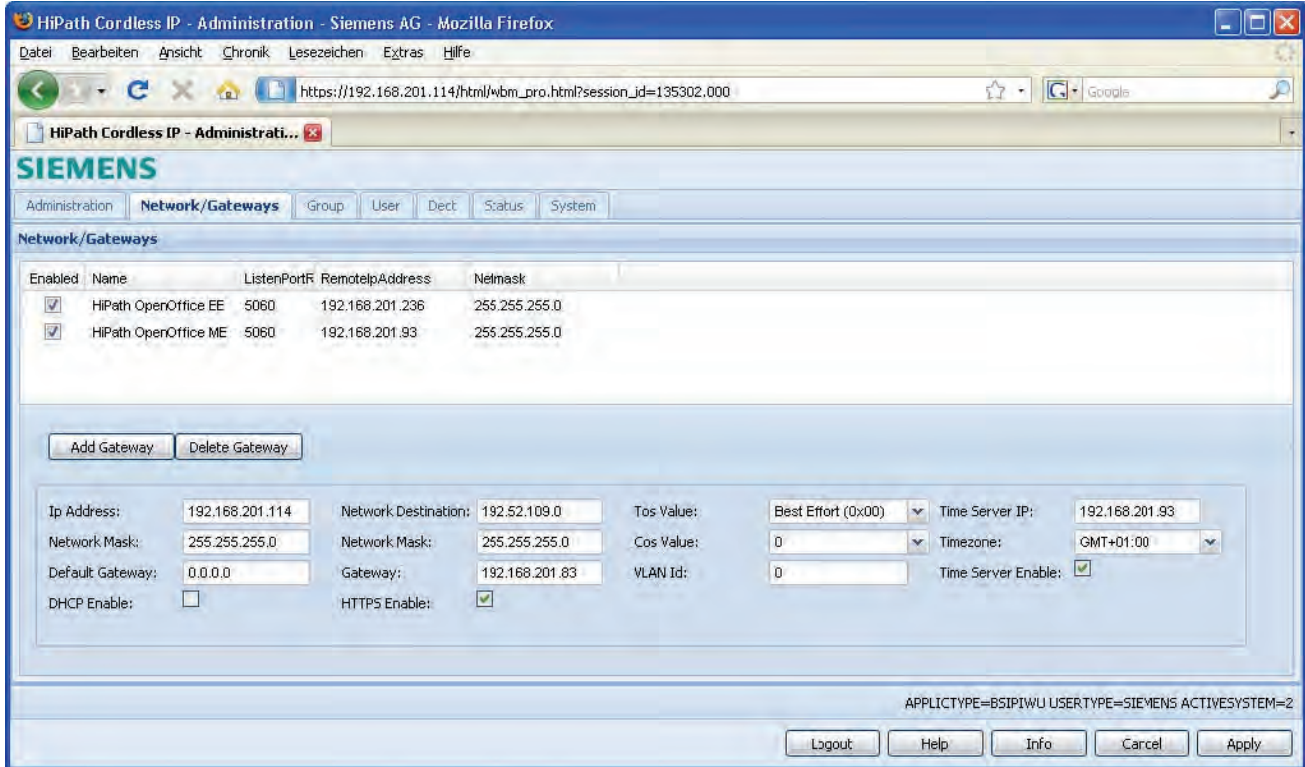 HiPath Cordless IP - Administration - Siemens AG - Mozilla Firefox
Datei Bearbeiten Ansicht Chronik Lesezeichen Extras Hilfe
https://192.168.201.114/html/wbm_pro.html?session_id=135302.000 Google
HiPath Cordless IP - Administrati...
SIEMENS
Administration Network/Gateways Group User Dect Status System
Network/Gateways
Enabled Name ListenPortR RemoteIpAddress Netmask
HiPath OpenOffice EE 5060 192.168.201.236 255.255.255.0
HiPath OpenOffice ME 5060 192.168.201.93 255.255.255.0
Add Gateway Delete Gateway
Ip Address: 192.168.201.114 Network Destination: 192.52.109.0 Tos Value: Best Effort (0x00) Time Server IP: 192.168.201.93
Network Mask: 255.255.255.0 Network Mask: 255.255.255.0 Cos Value: 0 Timezone: GMT+01:00
Default Gateway: 0.0.0.0 Gateway: 192.168.201.83 VLAN Id: 0 Time Server Enable:
DHCP Enable: HTTPS Enable:
APPLICTYPE=BSIPIWU USERTYPE=SIEMENS ACTIVESYSTEM=2
Logout Help Info Cancel Apply